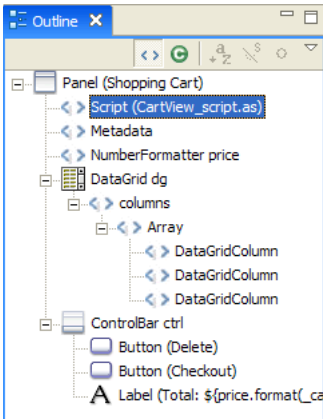 Outline
Panel (Shopping Cart)
Script (CartView_script.as)
Metadata
NumberFormatter price
DataGrid dg
columns
Array
DataGridColumn
DataGridColumn
DataGridColumn
ControlBar ctrl
Button (Delete)
Button (Checkout)
A Label (Total: ${price.format(_ca